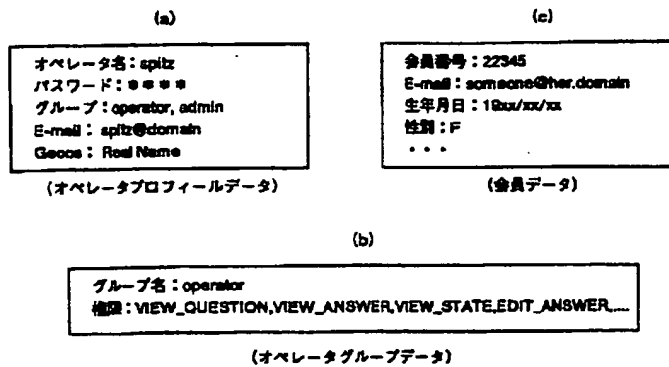 (a)
オペレータ名：spitz
パスワード：＊＊＊＊
グループ：operator, admin
E-mail：spitz@domain
Gecos：Real Name
(オペレータプロフィールデータ)
(c)
会員番号：22345
E-mail：someone@her.domain
生年月日：19xx/xx/xx
性別：F
・・・
(会員データ)
(b)
グループ名：operator
権限：VIEW_QUESTION,VIEW_ANSWER,VIEW_STATE,EDIT_ANSWER,....
(オペレータグループデータ)